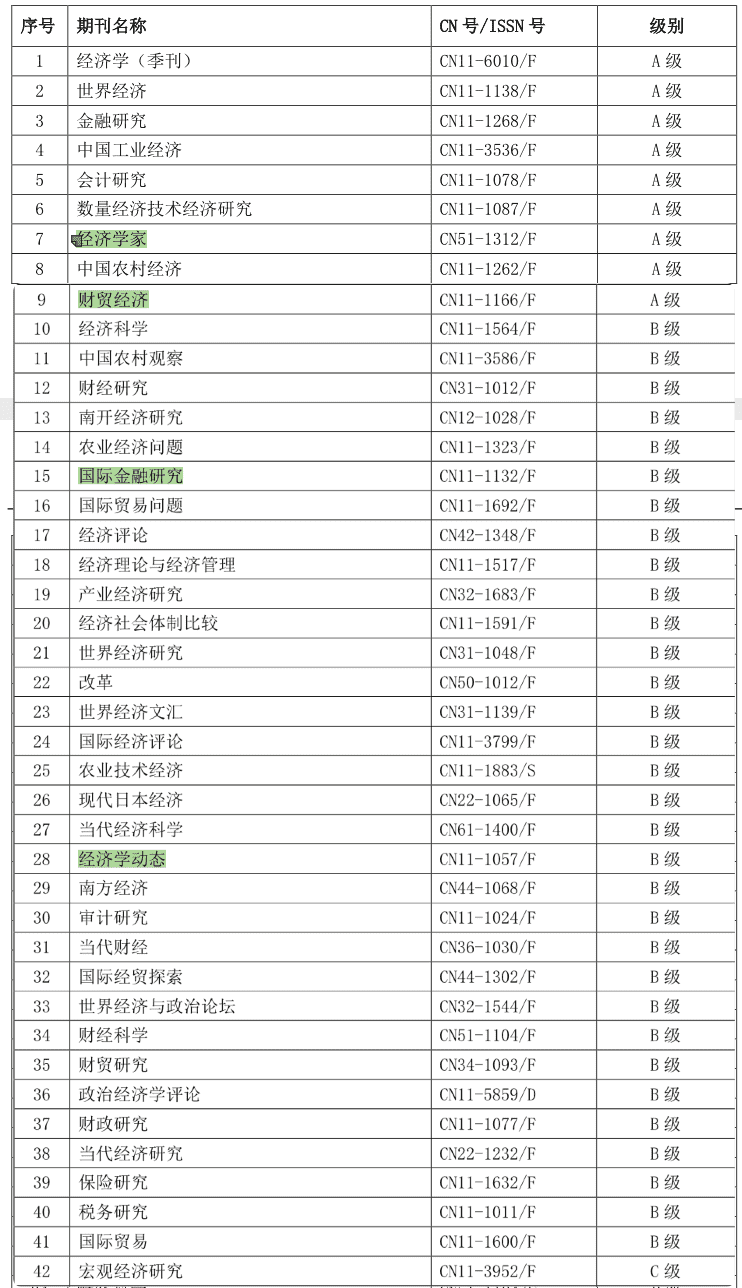 序号 期刊名称 CN 号/ISSN 号 级别
1 经济学（季刊） CN11-6010/F A 级
2 世界经济 CN11-1138/F A 级
3 金融研究 CN11-1268/F A 级
4 中国工业经济 CN11-3536/F A 级
5 会计研究 CN11-1078/F A 级
6 数量经济技术经济研究 CN11-1087/F A 级
7 经济学家 CN51-1312/F A 级
8 中国农村经济 CN11-1262/F A 级
9 财贸经济 CN11-1166/F A 级
10 经济科学 CN11-1564/F B 级
11 中国农村观察 CN11-3586/F B 级
12 财经研究 CN31-1012/F B 级
13 南开经济研究 CN12-1028/F B 级
14 农业经济问题 CN11-1323/F B 级
15 国际金融研究 CN11-1132/F B 级
16 国际贸易问题 CN11-1692/F B 级
17 经济评论 CN42-1348/F B 级
18 经济理论与经济管理 CN11-1517/F B 级
19 产业经济研究 CN32-1683/F B 级
20 经济社会体制比较 CN11-1591/F B 级
21 世界经济研究 CN31-1048/F B 级
22 改革 CN50-1012/F B 级
23 世界经济文汇 CN31-1139/F B 级
24 国际经济评论 CN11-3799/F B 级
25 农业技术经济 CN11-1883/S B 级
26 现代日本经济 CN22-1065/F B 级
27 当代经济科学 CN61-1400/F B 级
28 经济学动态 CN11-1057/F B 级
29 南方经济 CN44-1068/F B 级
30 审计研究 CN11-1024/F B 级
31 当代财经 CN36-1030/F B 级
32 国际经贸探索 CN44-1302/F B 级
33 世界经济与政治论坛 CN32-1544/F B 级
34 财经科学 CN51-1104/F B 级
35 财贸研究 CN34-1093/F B 级
36 政治经济学评论 CN11-5859/D B 级
37 财政研究 CN11-1077/F B 级
38 当代经济研究 CN22-1232/F B 级
39 保险研究 CN11-1632/F B 级
40 税务研究 CN11-1011/F B 级
41 国际贸易 CN11-1600/F B 级
42 宏观经济研究 CN11-3952/F C 级